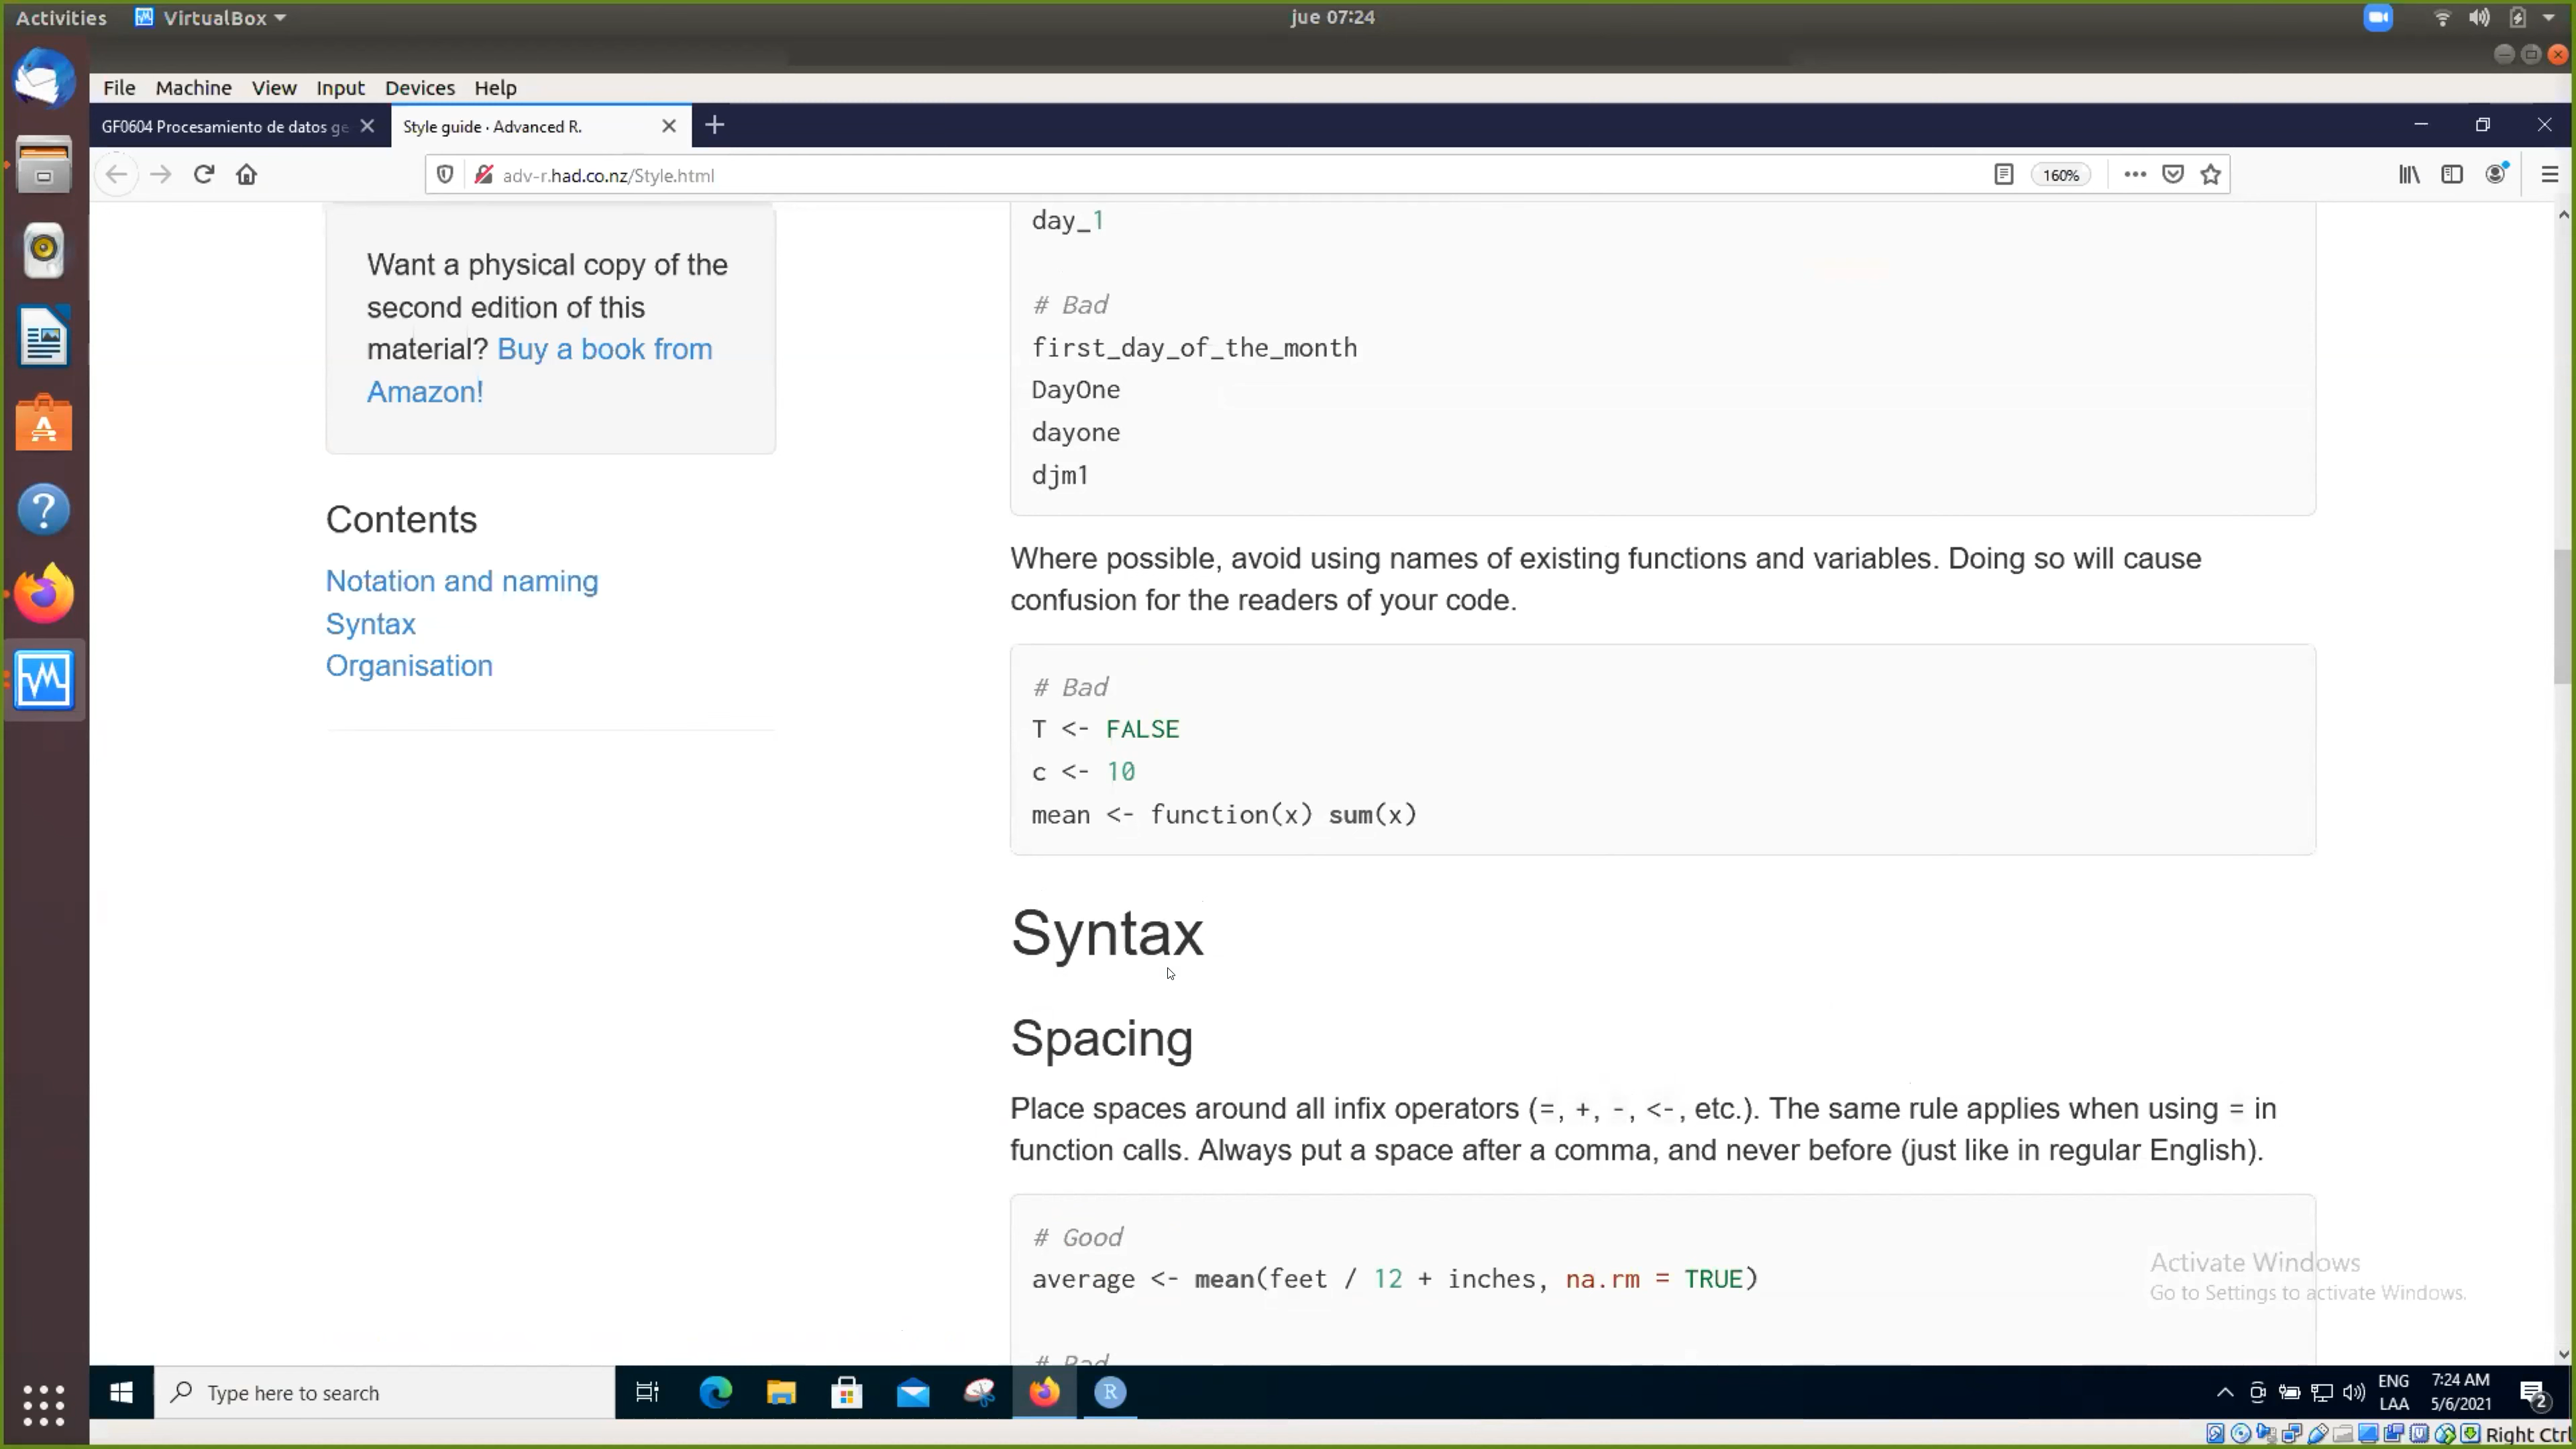 Activities VirtualBox jue 07:24
File Machine View Input Devices Help
GF0604 Procesamiento de datos ge Style guide · Advanced R.
adv-r.had.co.nz/Style.html 160%
Want a physical copy of the
second edition of this
material? Buy a book from
Amazon!
Contents
Notation and naming
Syntax
Organisation
day_1
# Bad
first_day_of_the_month
DayOne
dayone
djm1
Where possible, avoid using names of existing functions and variables. Doing so will cause
confusion for the readers of your code.
# Bad
T <- FALSE
c <- 10
mean <- function(x) sum(x)
Syntax
Spacing
Place spaces around all infix operators (=, +, -, <-, etc.). The same rule applies when using = in
function calls. Always put a space after a comma, and never before (just like in regular English).
# Good
average <- mean(feet / 12 + inches, na.rm = TRUE)
# Bad
Activate Windows
Go to Settings to activate Windows.
Type here to search
R
ENG
LAA
7:24 AM
5/6/2021
2
Right Ctrl